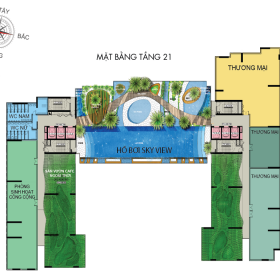 TÂY
BẮC
MẶT BẰNG TẦNG 21
THƯƠNG MẠI
WC NAM
WC NỮ
THƯƠNG MẠI
HỒ BƠI SKY VIEW
SÂN VƯỜN CAFE
NGOÀI TRỜI
THƯƠNG MẠI
PHÒNG
SINH HOẠT
CỘNG ĐỒNG